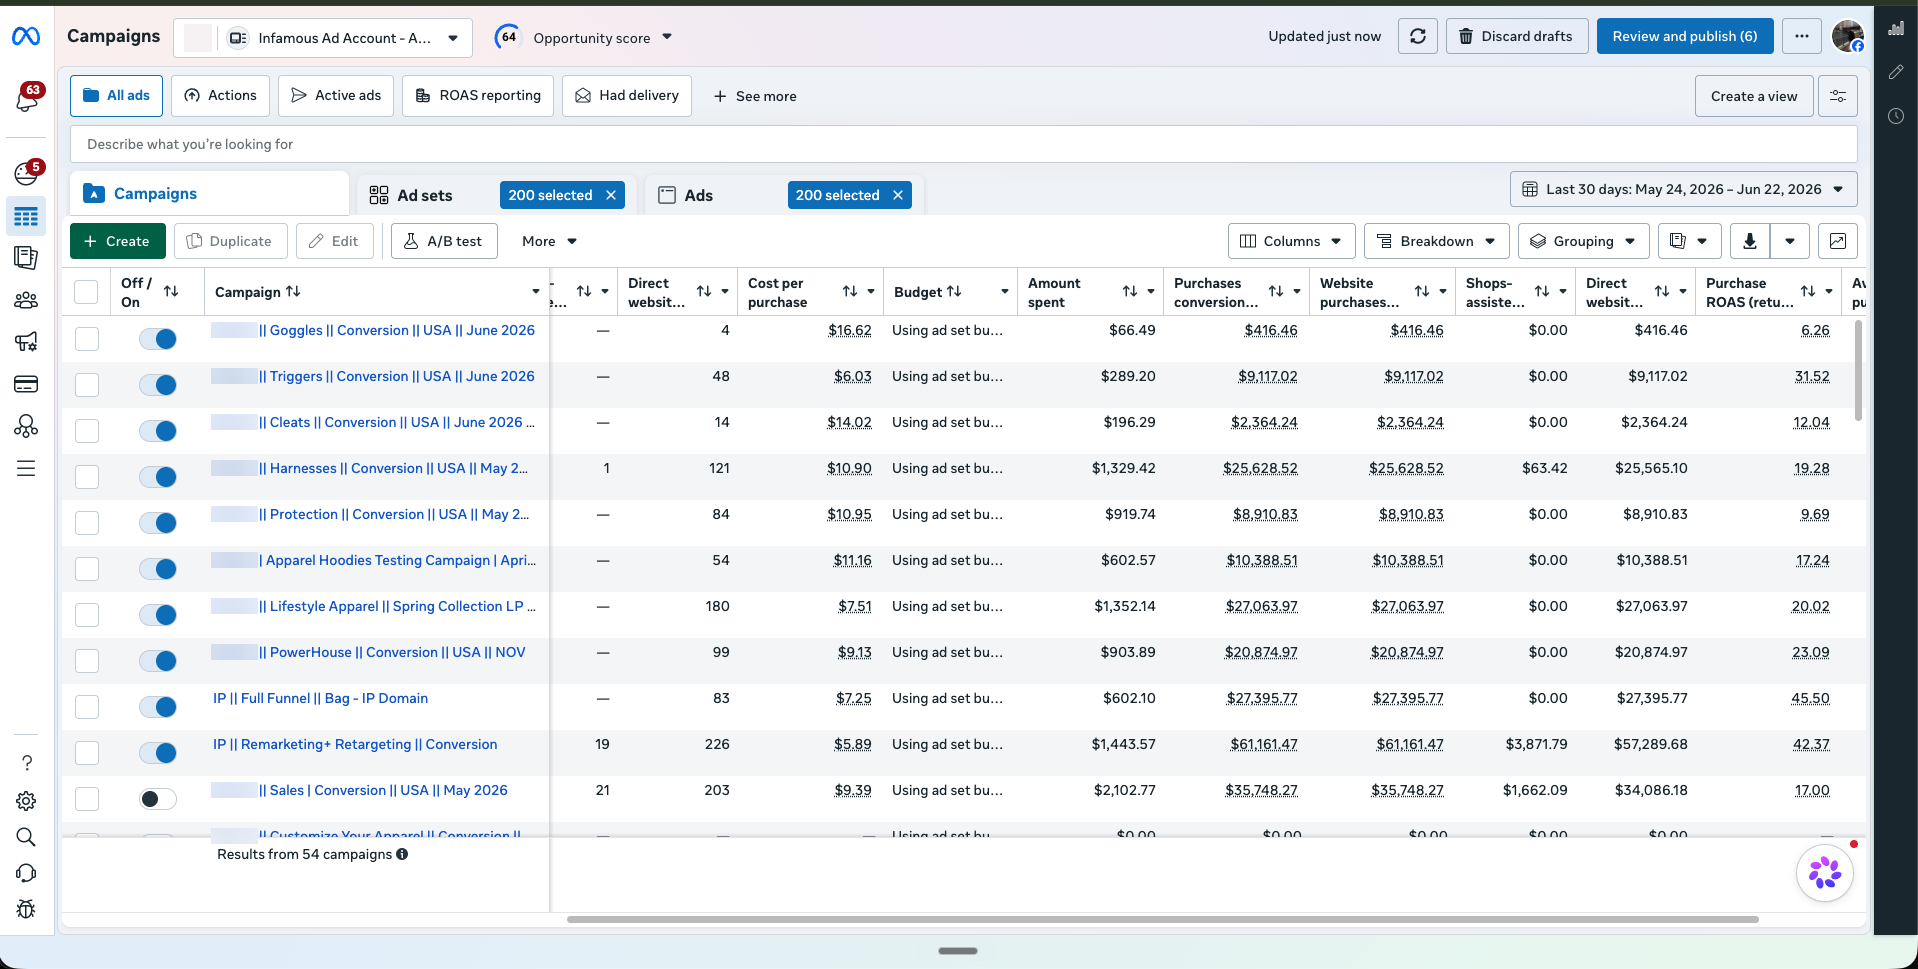 Campaigns
Infamous Ad Account - A...
64
Opportunity score
Updated just now
Discard drafts
Review and publish (6)
63
5
All ads
Actions
Active ads
ROAS reporting
Had delivery
+ See more
Create a view
Describe what you're looking for
Campaigns
Ad sets
200 selected
Ads
200 selected
Last 30 days: May 24, 2026 – Jun 22, 2026
+ Create
Duplicate
Edit
A/B test
More
Columns
Breakdown
Grouping
Off / On
Campaign
e...
Direct websit...
Cost per purchase
Budget
Amount spent
Purchases conversion...
Website purchases...
Shops-assiste...
Direct websit...
Purchase ROAS (retu...
Av
pu
|| Goggles || Conversion || USA || June 2026 — 4 $16.62 Using ad set bu... $66.49 $416.46 $416.46 $0.00 $416.46 6.26
|| Triggers || Conversion || USA || June 2026 — 48 $6.03 Using ad set bu... $289.20 $9,117.02 $9,117.02 $0.00 $9,117.02 31.52
|| Cleats || Conversion || USA || June 2026 ... — 14 $14.02 Using ad set bu... $196.29 $2,364.24 $2,364.24 $0.00 $2,364.24 12.04
|| Harnesses || Conversion || USA || May 2... 1 121 $10.90 Using ad set bu... $1,329.42 $25,628.52 $25,628.52 $63.42 $25,565.10 19.28
|| Protection || Conversion || USA || May 2... — 84 $10.95 Using ad set bu... $919.74 $8,910.83 $8,910.83 $0.00 $8,910.83 9.69
| Apparel Hoodies Testing Campaign | Apri... — 54 $11.16 Using ad set bu... $602.57 $10,388.51 $10,388.51 $0.00 $10,388.51 17.24
|| Lifestyle Apparel || Spring Collection LP ... — 180 $7.51 Using ad set bu... $1,352.14 $27,063.97 $27,063.97 $0.00 $27,063.97 20.02
|| PowerHouse || Conversion || USA || NOV — 99 $9.13 Using ad set bu... $903.89 $20,874.97 $20,874.97 $0.00 $20,874.97 23.09
IP || Full Funnel || Bag - IP Domain — 83 $7.25 Using ad set bu... $602.10 $27,395.77 $27,395.77 $0.00 $27,395.77 45.50
IP || Remarketing+ Retargeting || Conversion 19 226 $5.89 Using ad set bu... $1,443.57 $61,161.47 $61,161.47 $3,871.79 $57,289.68 42.37
|| Sales | Conversion || USA || May 2026 21 203 $9.39 Using ad set bu... $2,102.77 $35,748.27 $35,748.27 $1,662.09 $34,086.18 17.00
|| Customize Your Apparel || Conversion || — — — Using ad set bu... $0.00 $0.00 $0.00 $0.00 $0.00 —
Results from 54 campaigns